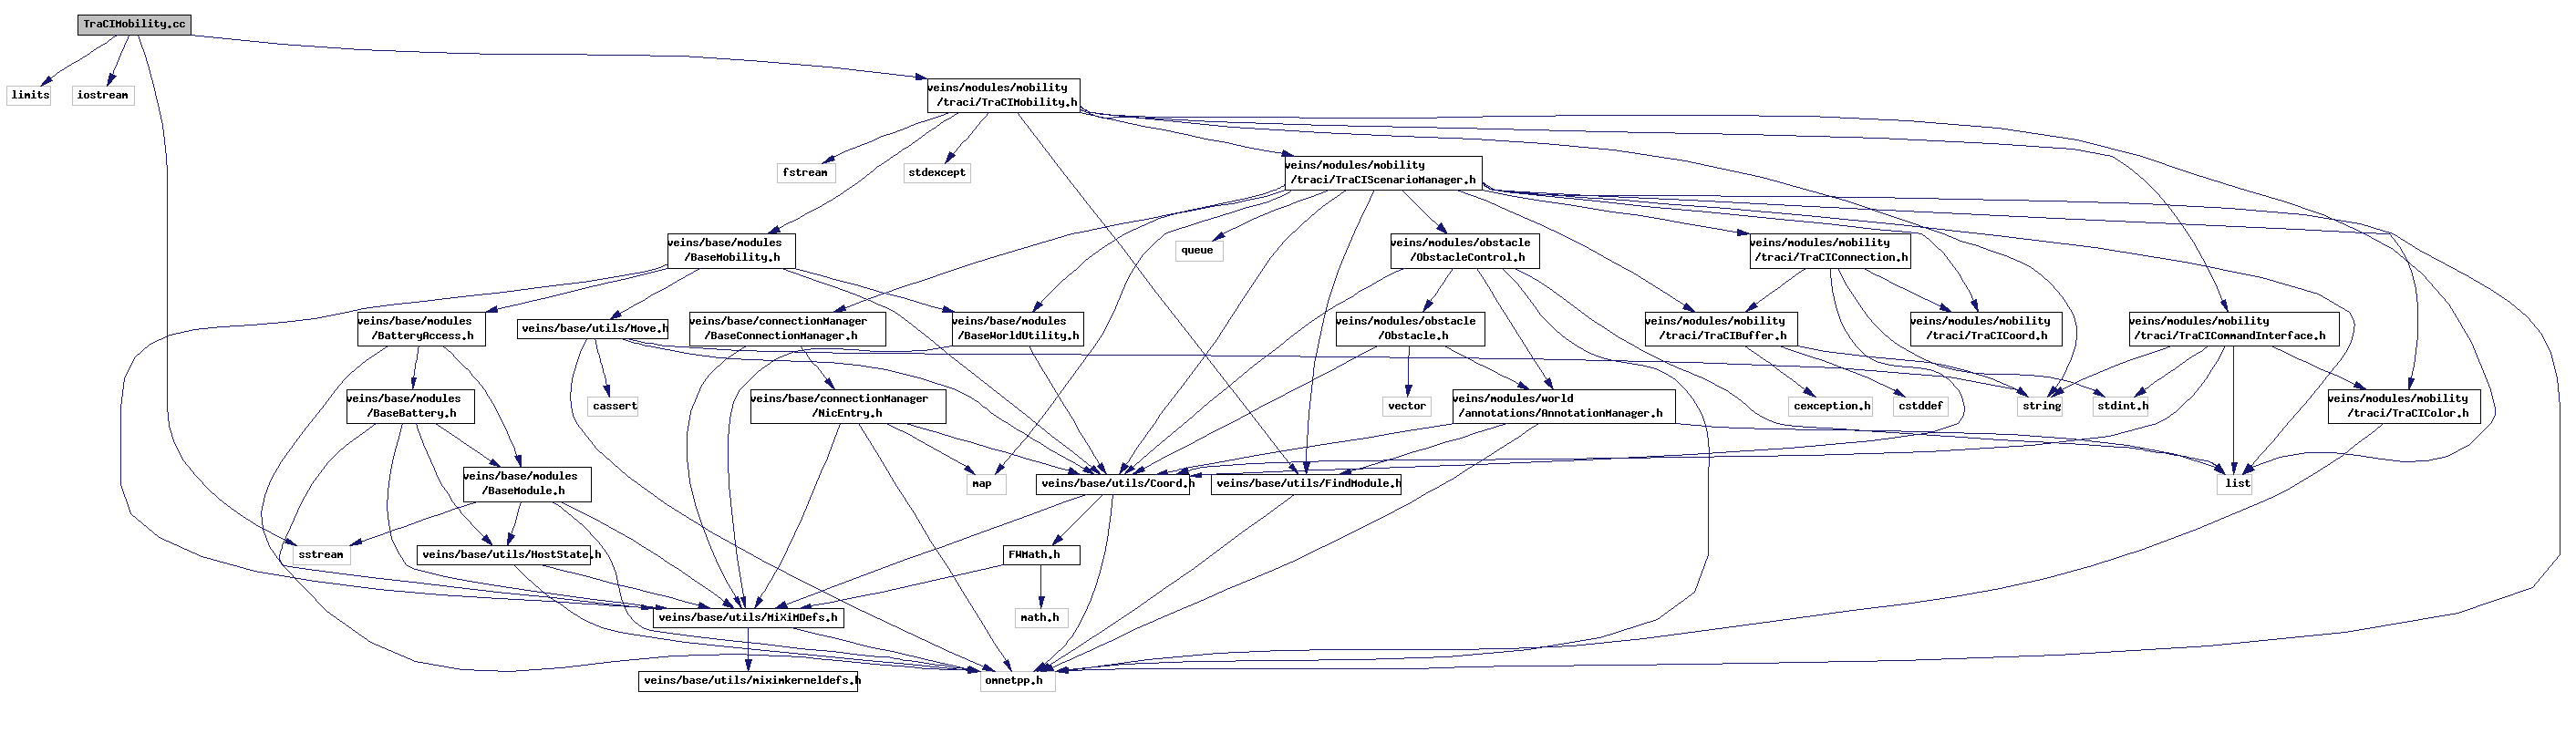 TraCIMobility.cc
limits
iostream
veins/modules/mobility
/traci/TraCIMobility.h
fstream
stdexcept
veins/modules/mobility
/traci/TraCIScenarioManager.h
veins/base/modules
/BaseMobility.h
queue
veins/modules/obstacle
/ObstacleControl.h
veins/modules/mobility
/traci/TraCIConnection.h
veins/base/modules
/BatteryAccess.h
veins/base/utils/Move.h
veins/base/connectionManager
/BaseConnectionManager.h
veins/base/modules
/BaseWorldUtility.h
veins/modules/obstacle
/Obstacle.h
veins/modules/mobility
/traci/TraCIBuffer.h
veins/modules/mobility
/traci/TraCICoord.h
veins/modules/mobility
/traci/TraCICommandInterface.h
veins/base/modules
/BaseBattery.h
cassert
veins/base/connectionManager
/NicEntry.h
vector
veins/modules/world
/annotations/AnnotationManager.h
cexception.h
cstddef
string
stdint.h
veins/modules/mobility
/traci/TraCIColor.h
veins/base/modules
/BaseModule.h
map
veins/base/utils/Coord.h
veins/base/utils/FindModule.h
list
sstream
veins/base/utils/HostState.h
FWMath.h
veins/base/utils/MiXiMDefs.h
math.h
veins/base/utils/miximkerneldefs.h
omnetpp.h